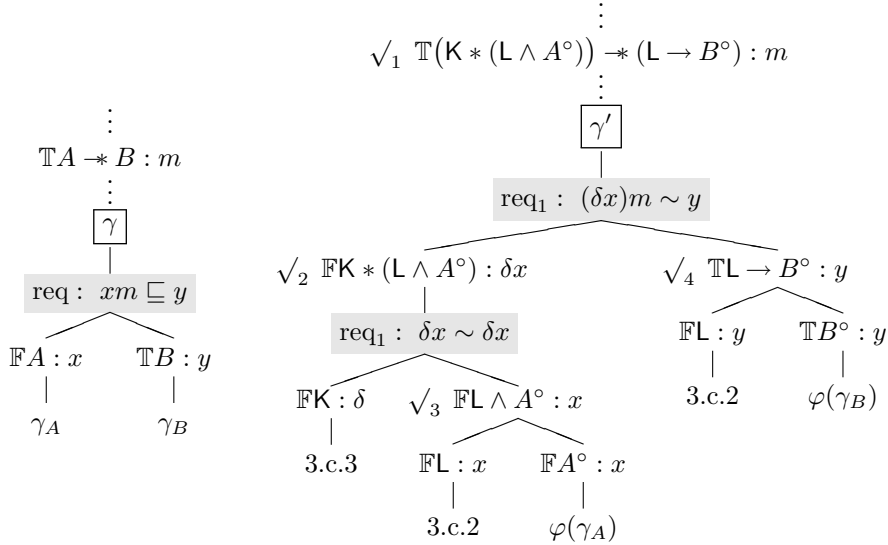 ⋮
𝕋A −∗ B : m
⋮
γ
req : xm ⊑ y
𝔽A : x 𝕋B : y
γ_A γ_B
⋮
√₁ 𝕋(K ∗ (L ∧ A°)) −∗ (L → B°) : m
⋮
γ′
req₁ : (δx)m ∼ y
√₂ 𝔽K ∗ (L ∧ A°) : δx √₄ 𝕋L → B° : y
req₁ : δx ∼ δx 𝔽L : y 𝕋B° : y
𝔽K : δ √₃ 𝔽L ∧ A° : x 3.c.2 φ(γ_B)
3.c.3 𝔽L : x 𝔽A° : x
3.c.2 φ(γ_A)